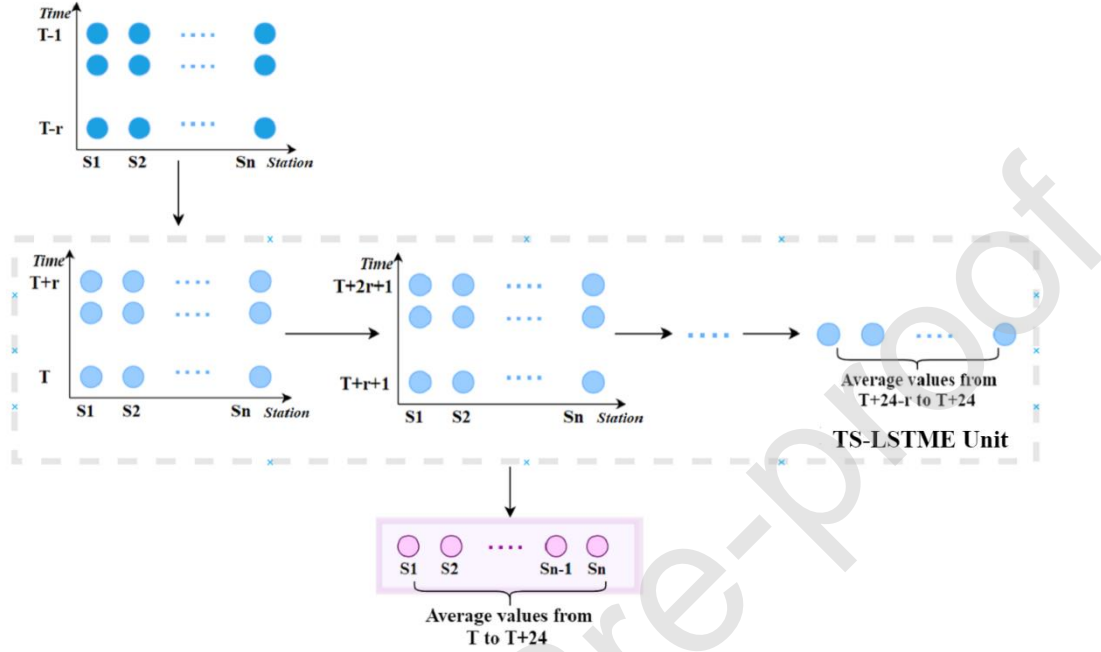 Time
T-1
T-r
S1 S2 Sn Station
Time
T+r
T
S1 S2 Sn Station
Time
T+2r+1
T+r+1
S1 S2 Sn Station
Average values from
T+24-r to T+24
TS-LSTME Unit
S1 S2 Sn-1 Sn
Average values from
T to T+24
re-proof